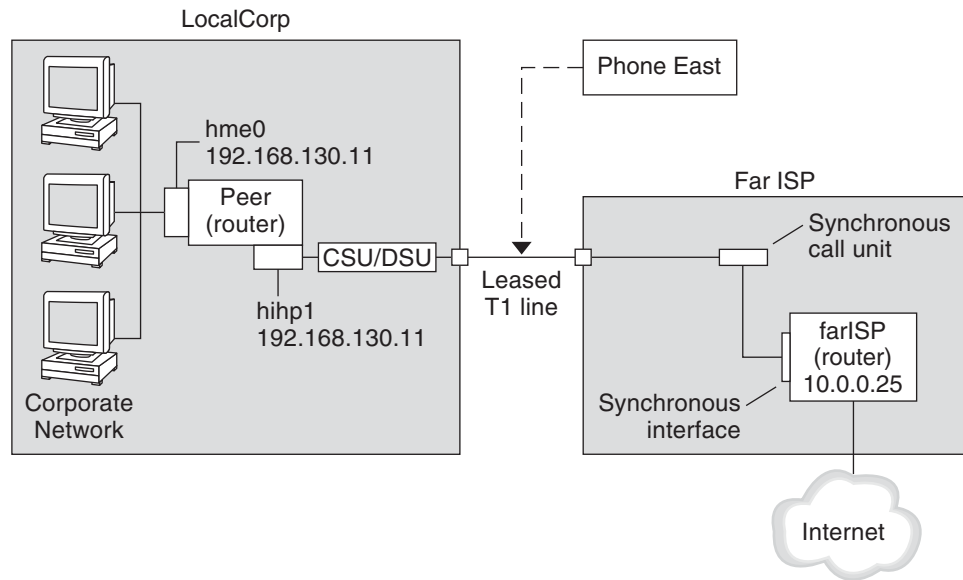 LocalCorp
Phone East
hme0
192.168.130.11
Peer
(router)
CSU/DSU
hihp1
192.168.130.11
Corporate
Network
Leased
T1 line
Far ISP
Synchronous
call unit
farISP
(router)
10.0.0.25
Synchronous
interface
Internet